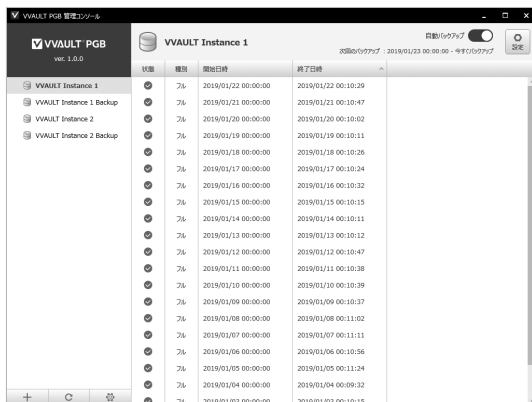 VVAULT PGB 管理コンソール
VVAULT PGB
ver. 1.0.0
VVAULT Instance 1
自動バックアップ
次回のバックアップ : 2019/01/23 00:00:00 - 今すぐバックアップ
設定
VVAULT Instance 1
VVAULT Instance 1 Backup
VVAULT Instance 2
VVAULT Instance 2 Backup
状態 種別 開始日時 終了日時
フル 2019/01/22 00:00:00 2019/01/22 00:10:29
フル 2019/01/21 00:00:00 2019/01/21 00:10:47
フル 2019/01/20 00:00:00 2019/01/20 00:10:02
フル 2019/01/19 00:00:00 2019/01/19 00:10:11
フル 2019/01/18 00:00:00 2019/01/18 00:10:26
フル 2019/01/17 00:00:00 2019/01/17 00:10:24
フル 2019/01/16 00:00:00 2019/01/16 00:10:32
フル 2019/01/15 00:00:00 2019/01/15 00:10:15
フル 2019/01/14 00:00:00 2019/01/14 00:10:11
フル 2019/01/13 00:00:00 2019/01/13 00:10:12
フル 2019/01/12 00:00:00 2019/01/12 00:10:47
フル 2019/01/11 00:00:00 2019/01/11 00:10:38
フル 2019/01/10 00:00:00 2019/01/10 00:10:39
フル 2019/01/09 00:00:00 2019/01/09 00:10:37
フル 2019/01/08 00:00:00 2019/01/08 00:11:02
フル 2019/01/07 00:00:00 2019/01/07 00:11:11
フル 2019/01/06 00:00:00 2019/01/06 00:10:56
フル 2019/01/05 00:00:00 2019/01/05 00:11:24
フル 2019/01/04 00:00:00 2019/01/04 00:09:32
フル 2019/01/03 00:00:00 2019/01/03 00:10:15